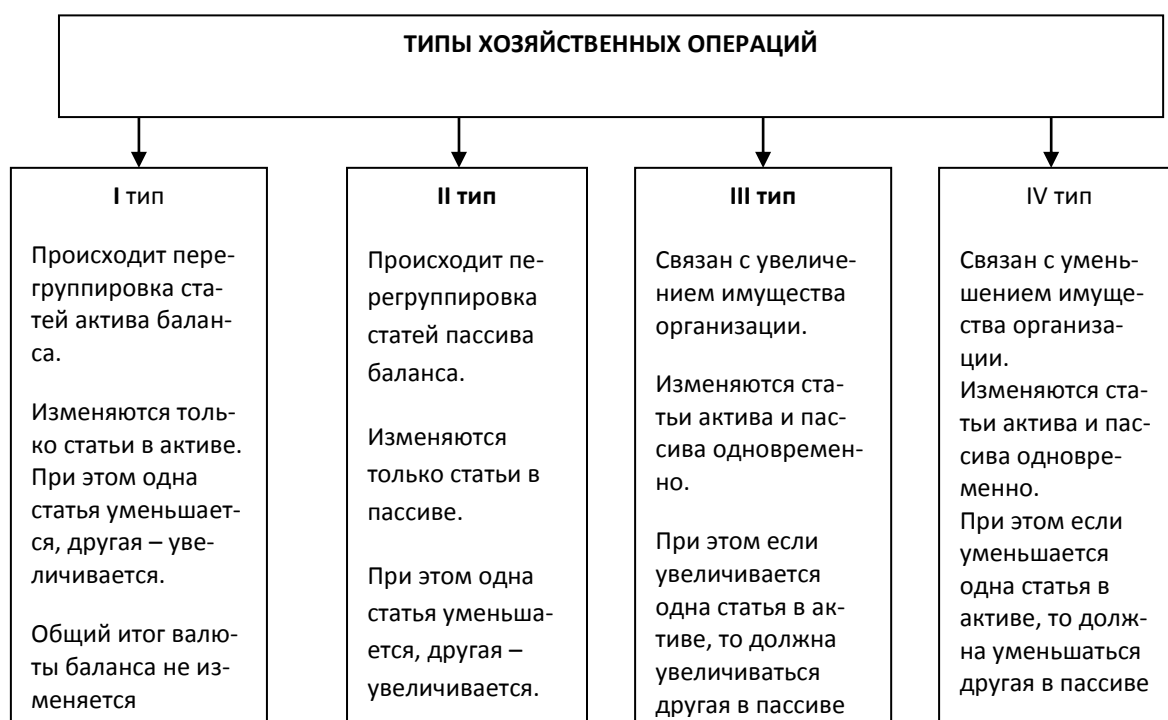 ТИПЫ ХОЗЯЙСТВЕННЫХ ОПЕРАЦИЙ
I тип
Происходит пере-
группировка ста-
тей актива балан-
са.
Изменяются толь-
ко статьи в активе.
При этом одна
статья уменьшает-
ся, другая – уве-
личивается.
Общий итог валю-
ты баланса не из-
меняется
II тип
Происходит пе-
регруппировка
статей пассива
баланса.
Изменяются
только статьи в
пассиве.
При этом одна
статья уменьша-
ется, другая –
увеличивается.
III тип
Связан с увеличе-
нием имущества
организации.
Изменяются ста-
тьи актива и пас-
сива одновремен-
но.
При этом если
увеличивается
одна статья в ак-
тиве, то должна
увеличиваться
другая в пассиве
IV тип
Связан с умень-
шением имуще-
ства организа-
ции.
Изменяются ста-
тьи актива и пас-
сива одновре-
менно.
При этом если
уменьшается
одна статья в
активе, то долж-
на уменьшаться
другая в пассиве